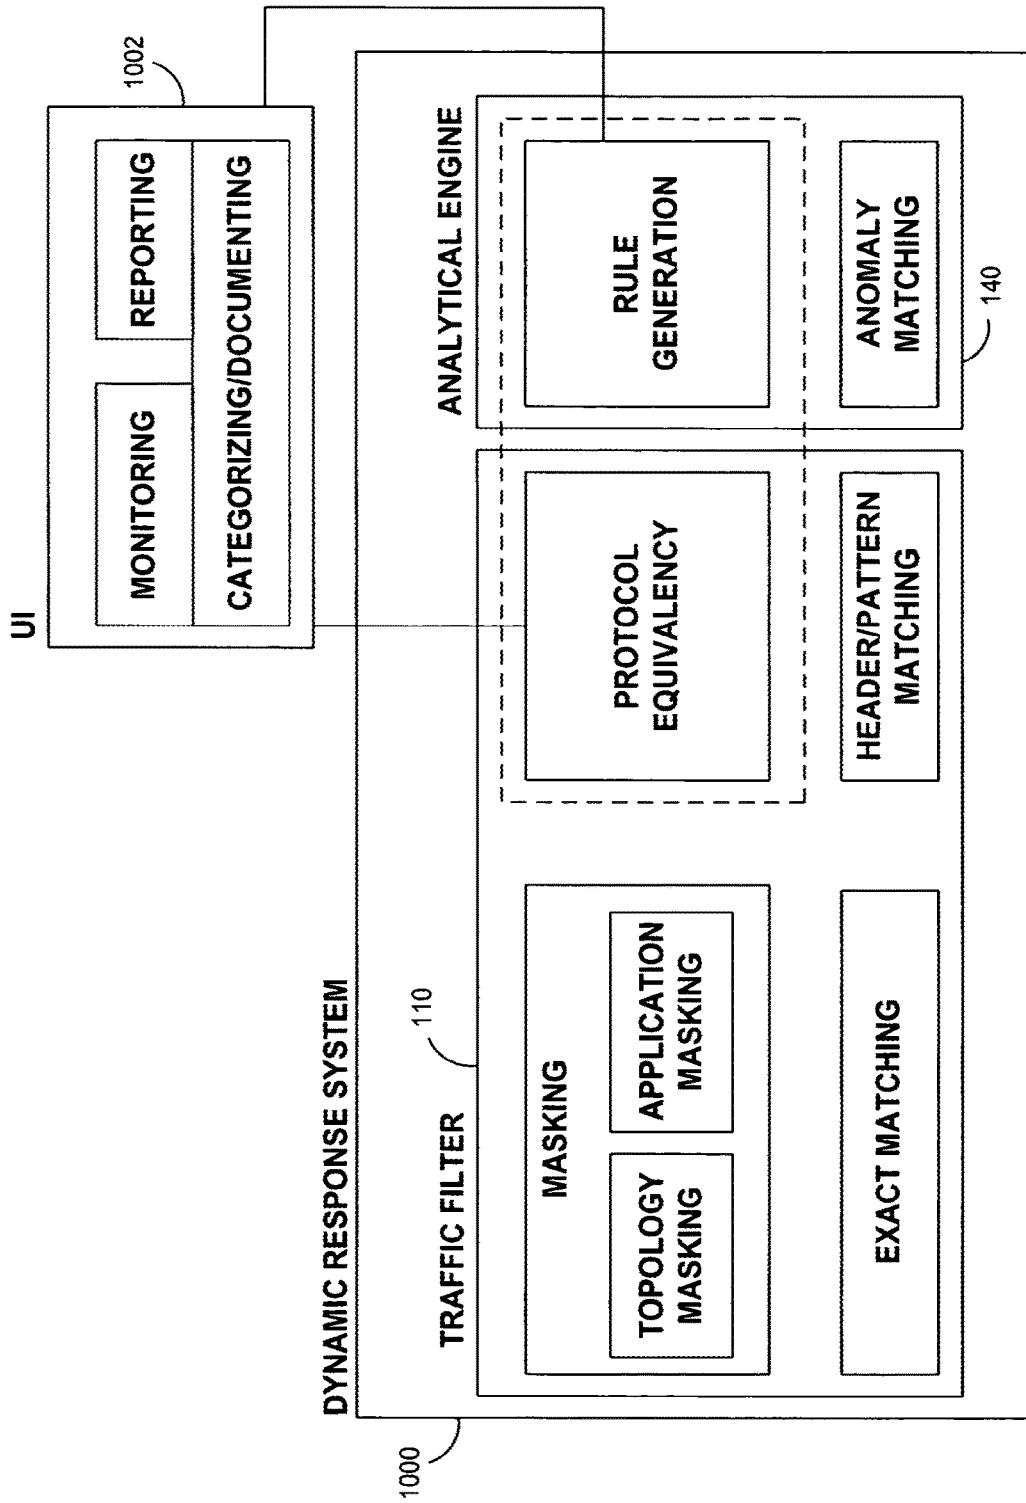 UI
1002
MONITORING
REPORTING
CATEGORIZING/DOCUMENTING
DYNAMIC RESPONSE SYSTEM
1000
TRAFFIC FILTER
110
ANALYTICAL ENGINE
MASKING
TOPOLOGY
MASKING
APPLICATION
MASKING
PROTOCOL
EQUIVALENCY
RULE
GENERATION
EXACT MATCHING
HEADER/PATTERN
MATCHING
ANOMALY
MATCHING
140